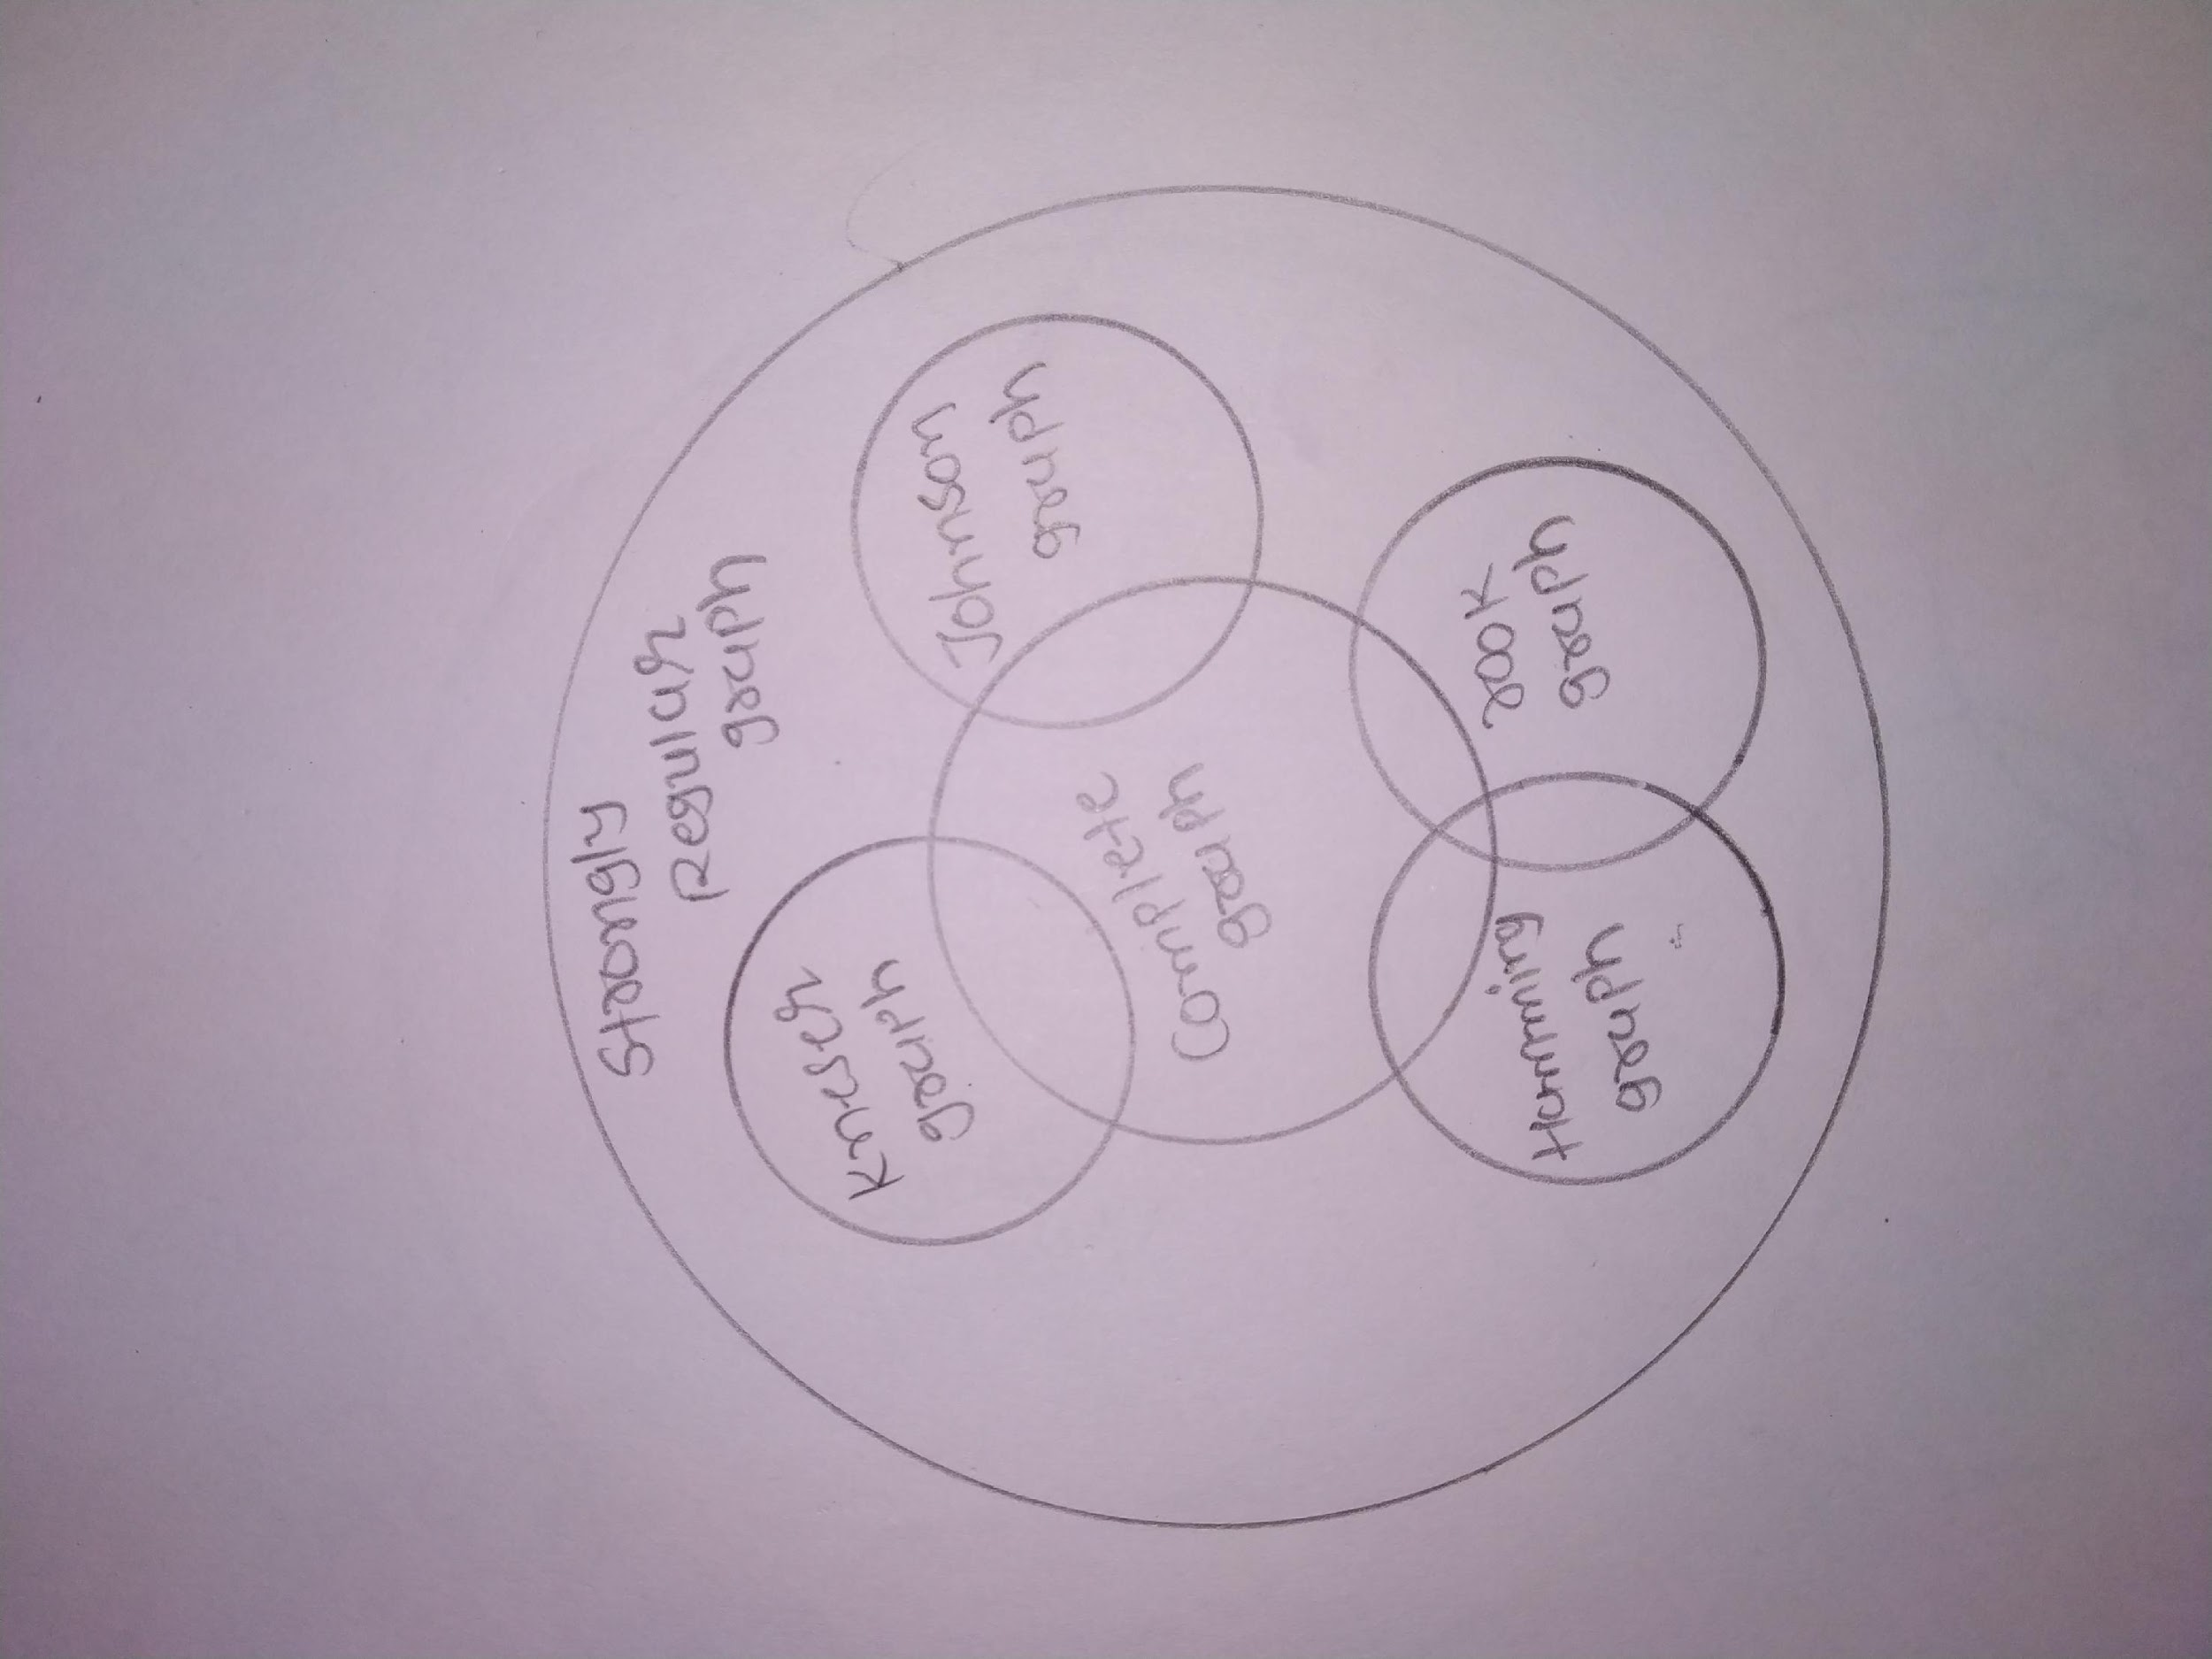 Strongly
Regular
graph
Kneser
graph
Johnson
graph
Complete
graph
Hamming
graph
rook
graph